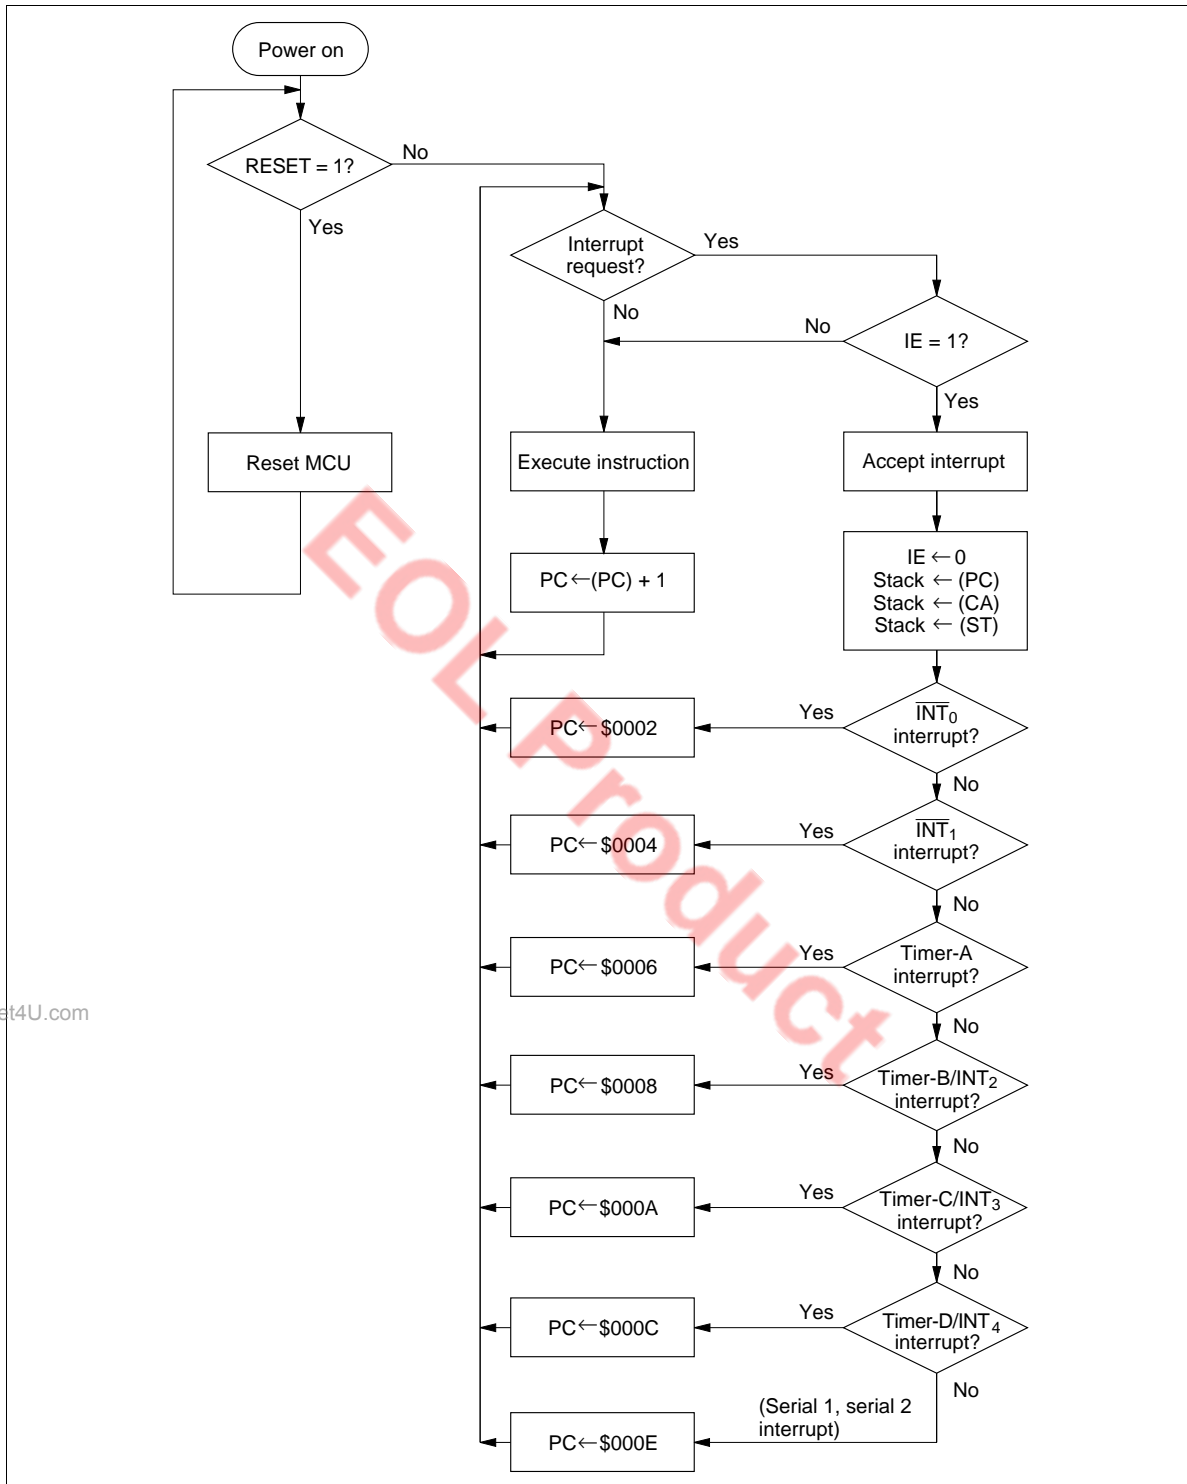 Power on
RESET = 1?
No
Yes
Interrupt
request?
Yes
No
No
IE = 1?
Yes
Reset MCU
Execute instruction
Accept interrupt
PC←(PC) + 1
IE ← 0
Stack ← (PC)
Stack ← (CA)
Stack ← (ST)
PC←$0002
Yes
INT0
interrupt?
No
PC←$0004
Yes
INT1
interrupt?
No
PC←$0006
Yes
Timer-A
interrupt?
No
et4U.com
PC←$0008
Yes
Timer-B/INT2
interrupt?
No
PC←$000A
Yes
Timer-C/INT3
interrupt?
No
PC←$000C
Yes
Timer-D/INT4
interrupt?
No
(Serial 1, serial 2
interrupt)
PC←$000E
EOL Product